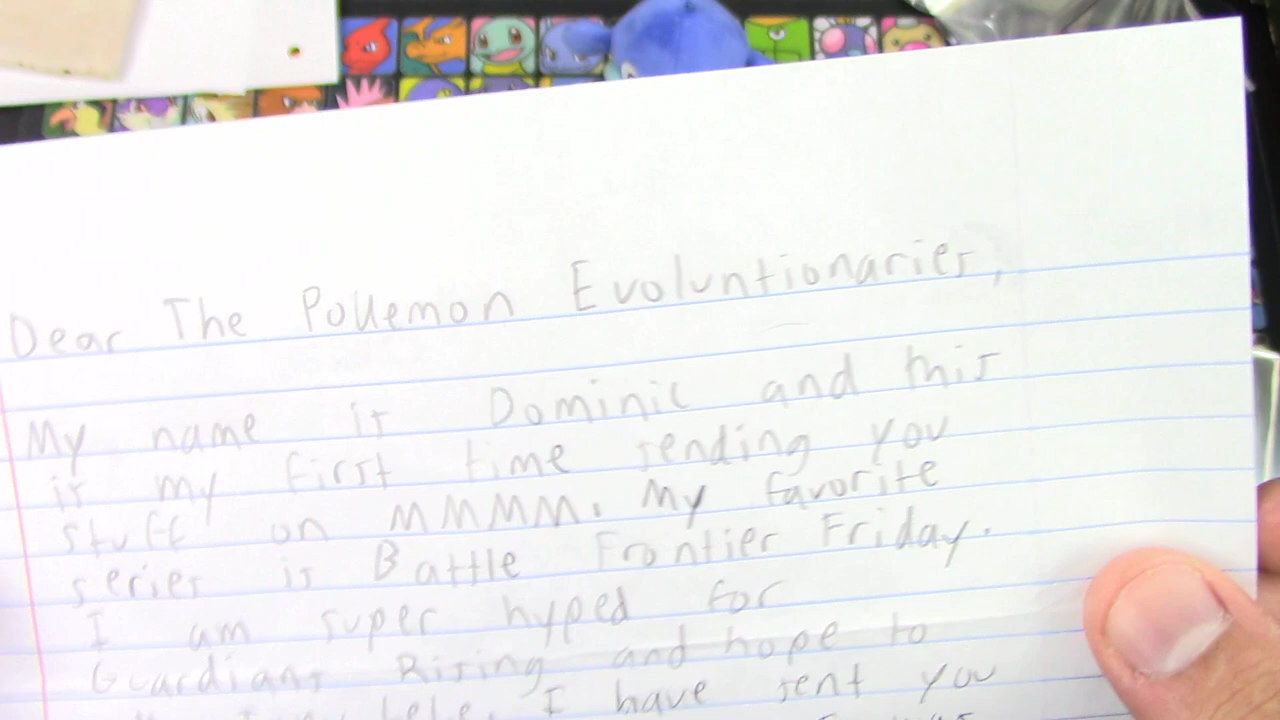 Dear The Pokemon Evoluntionaries,
My name is Dominic and this
is my first time sending you
stuff on MMMM. My favorite
series is Battle Frontier Friday.
I am super hyped for
Guardians Rising and hope to
lele. I have sent you